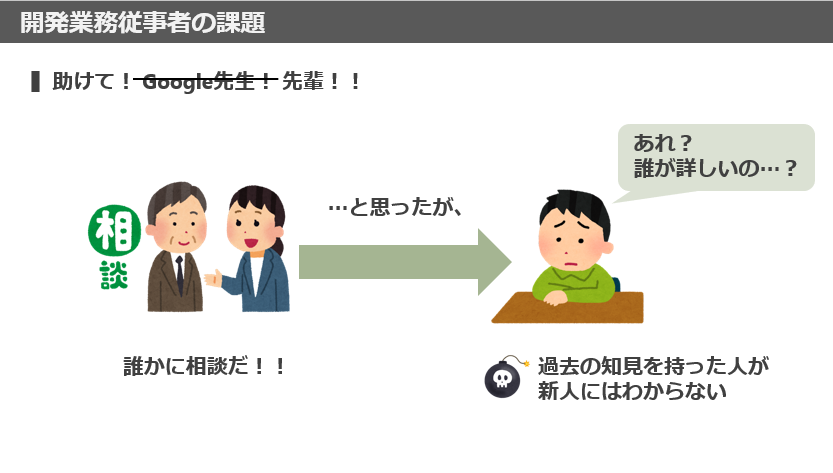 開発業務従事者の課題
助けて！Google先生！先輩！！
あれ？
誰が詳しいの…？
…と思ったが、
相
談
誰かに相談だ！！
過去の知見を持った人が
新人にはわからない